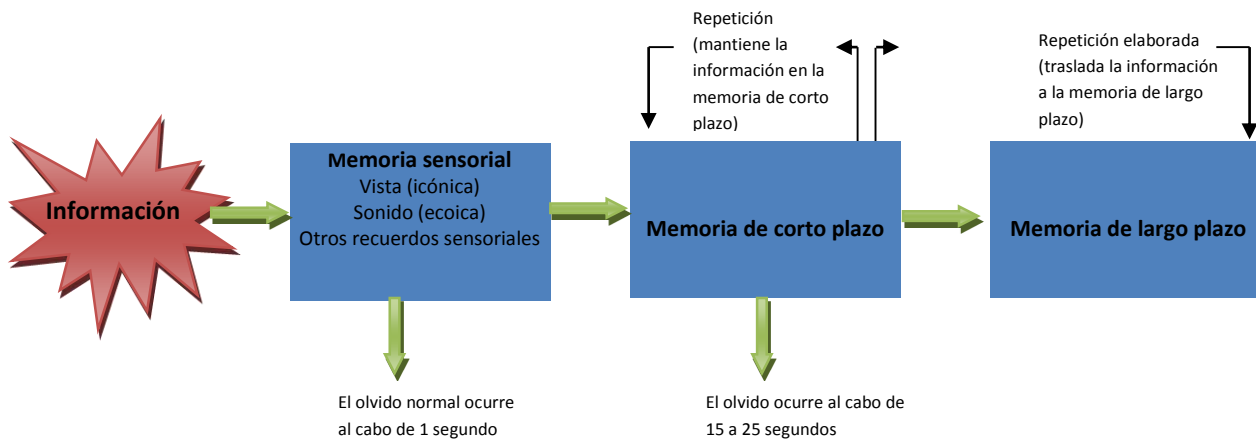 Información
Memoria sensorial
Vista (icónica)
Sonido (ecoica)
Otros recuerdos sensoriales
El olvido normal ocurre
al cabo de 1 segundo
Repetición
(mantiene la
información en la
memoria de corto
plazo)
Memoria de corto plazo
El olvido ocurre al cabo de
15 a 25 segundos
Repetición elaborada
(traslada la información
a la memoria de largo
plazo)
Memoria de largo plazo